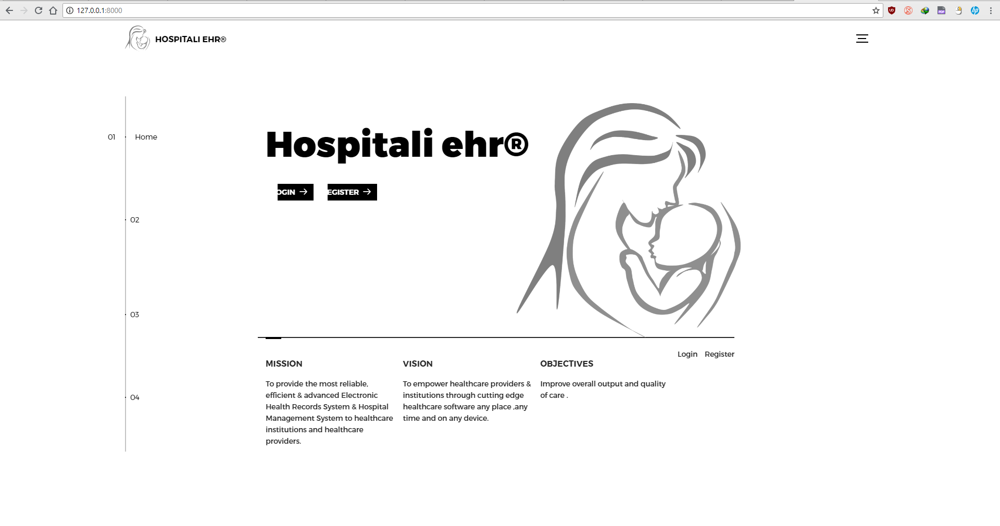 127.0.0.1:8000
HOSPITALI EHR®
01 Home
Hospitali ehr®
OGIN → EGISTER →
02
03
Login Register
MISSION
To provide the most reliable,
efficient & advanced Electronic
Health Records System & Hospital
Management System to healthcare
institutions and healthcare
providers.
VISION
To empower healthcare providers &
institutions through cutting edge
healthcare software any place ,any
time and on any device.
OBJECTIVES
Improve overall output and quality
of care .
04